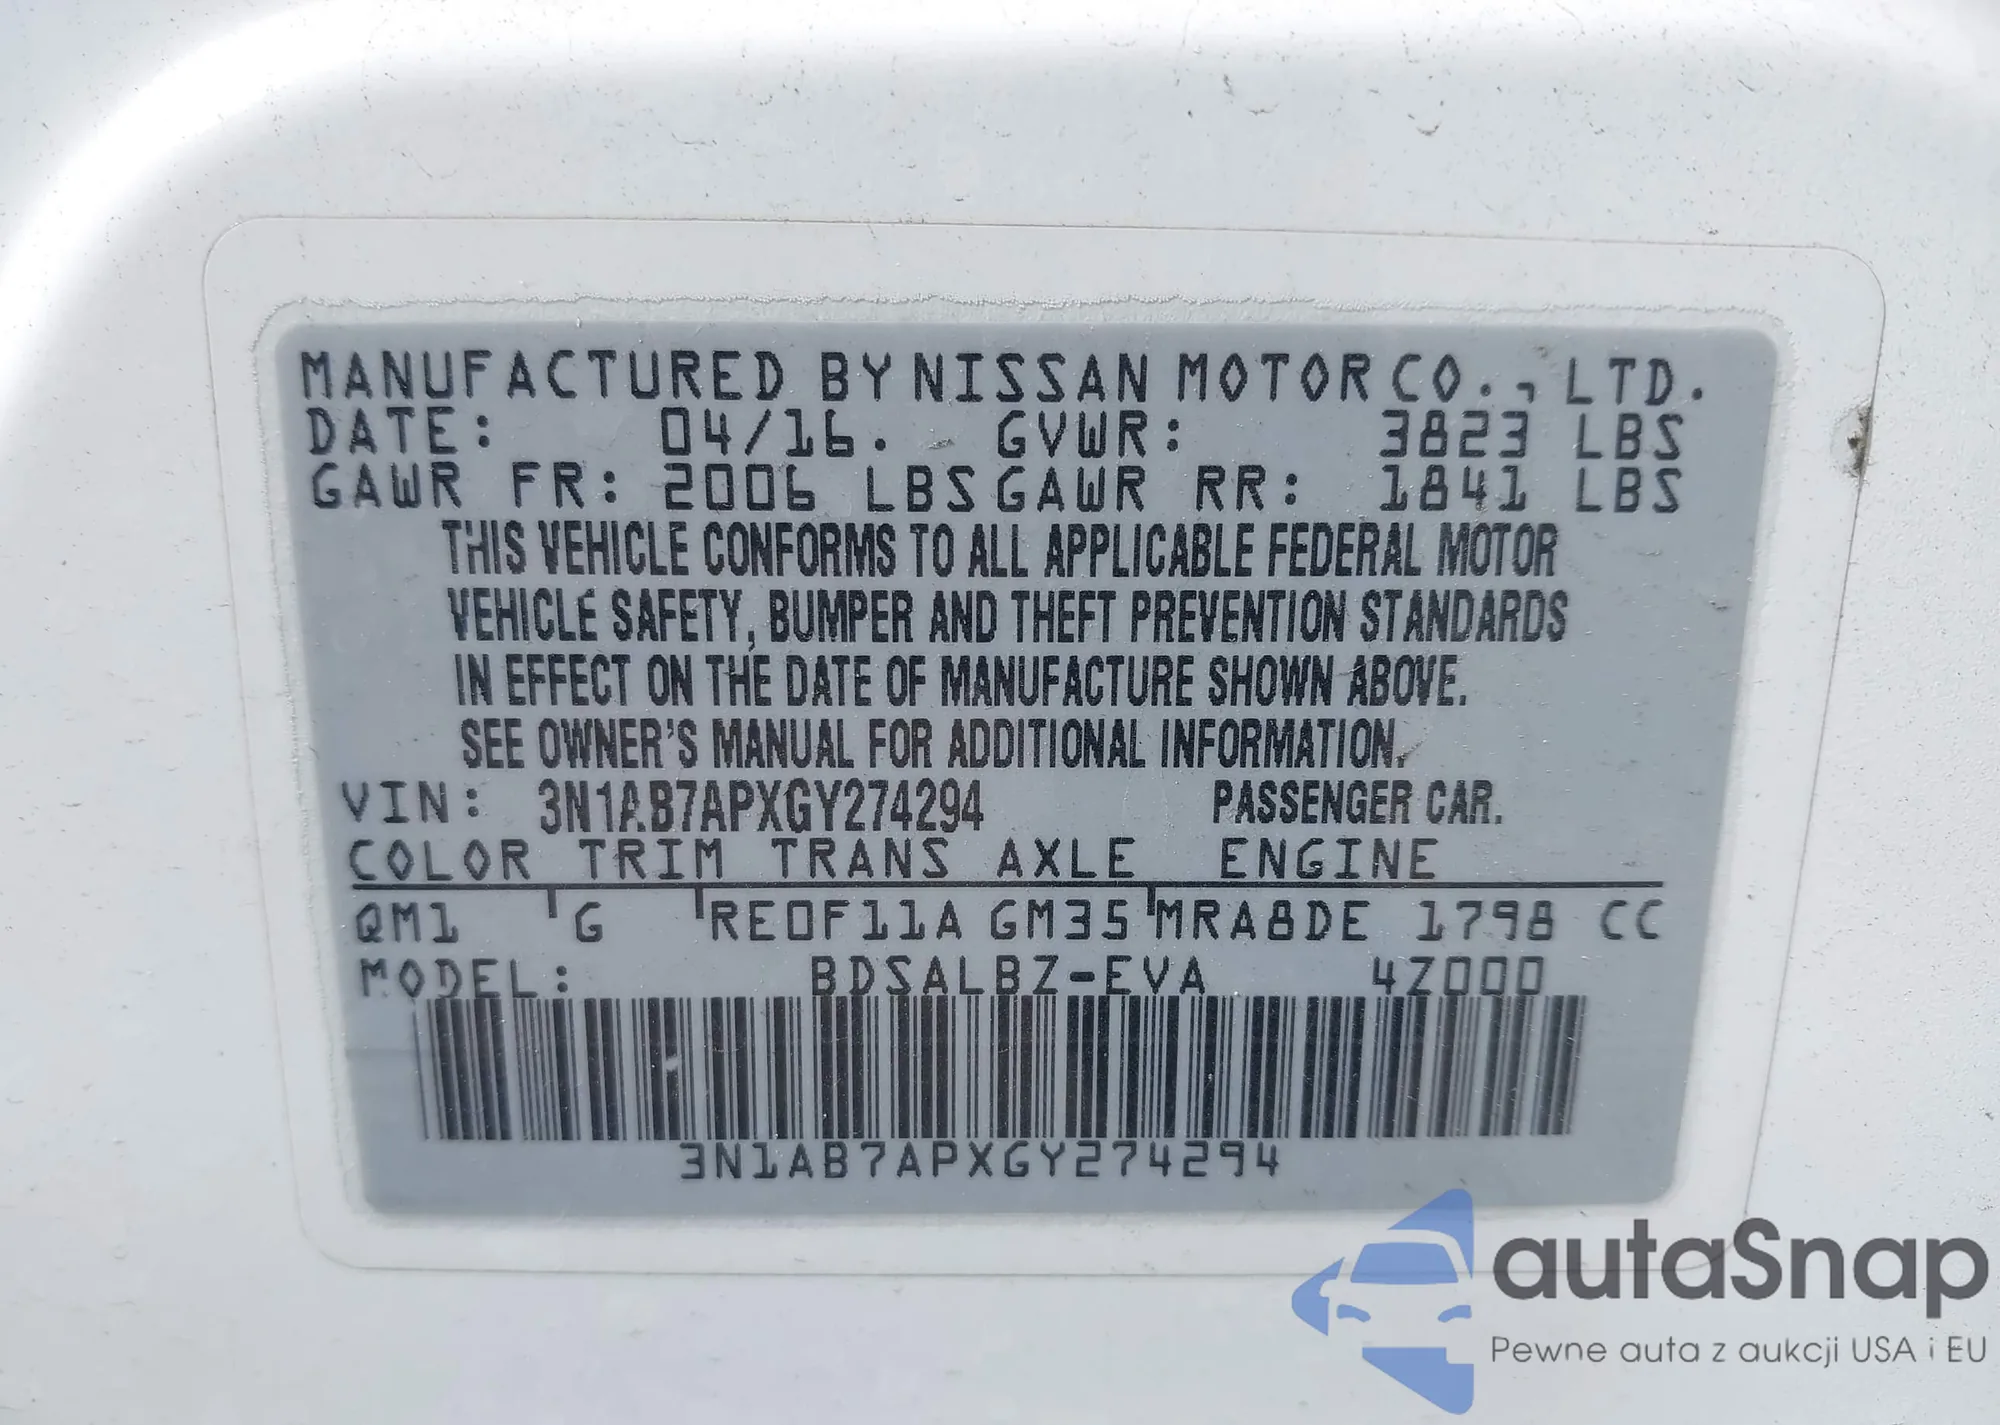 MANUFACTURED BY NISSAN MOTOR CO., LTD.
DATE: 04/16. GVWR: 3823 LBS
GAWR FR: 2006 LBS GAWR RR: 1841 LBS
THIS VEHICLE CONFORMS TO ALL APPLICABLE FEDERAL MOTOR
VEHICLE SAFETY, BUMPER AND THEFT PREVENTION STANDARDS
IN EFFECT ON THE DATE OF MANUFACTURE SHOWN ABOVE.
SEE OWNER'S MANUAL FOR ADDITIONAL INFORMATION.
VIN: 3N1AB7APXGY274294 PASSENGER CAR.
COLOR TRIM TRANS AXLE ENGINE
QM1 G RE0F11A GM35 MRA8DE 1798 CC
MODEL: BDSALBZ-EVA 4Z000
3N1AB7APXGY274294
autaSnap
Pewne auta z aukcji USA i EU